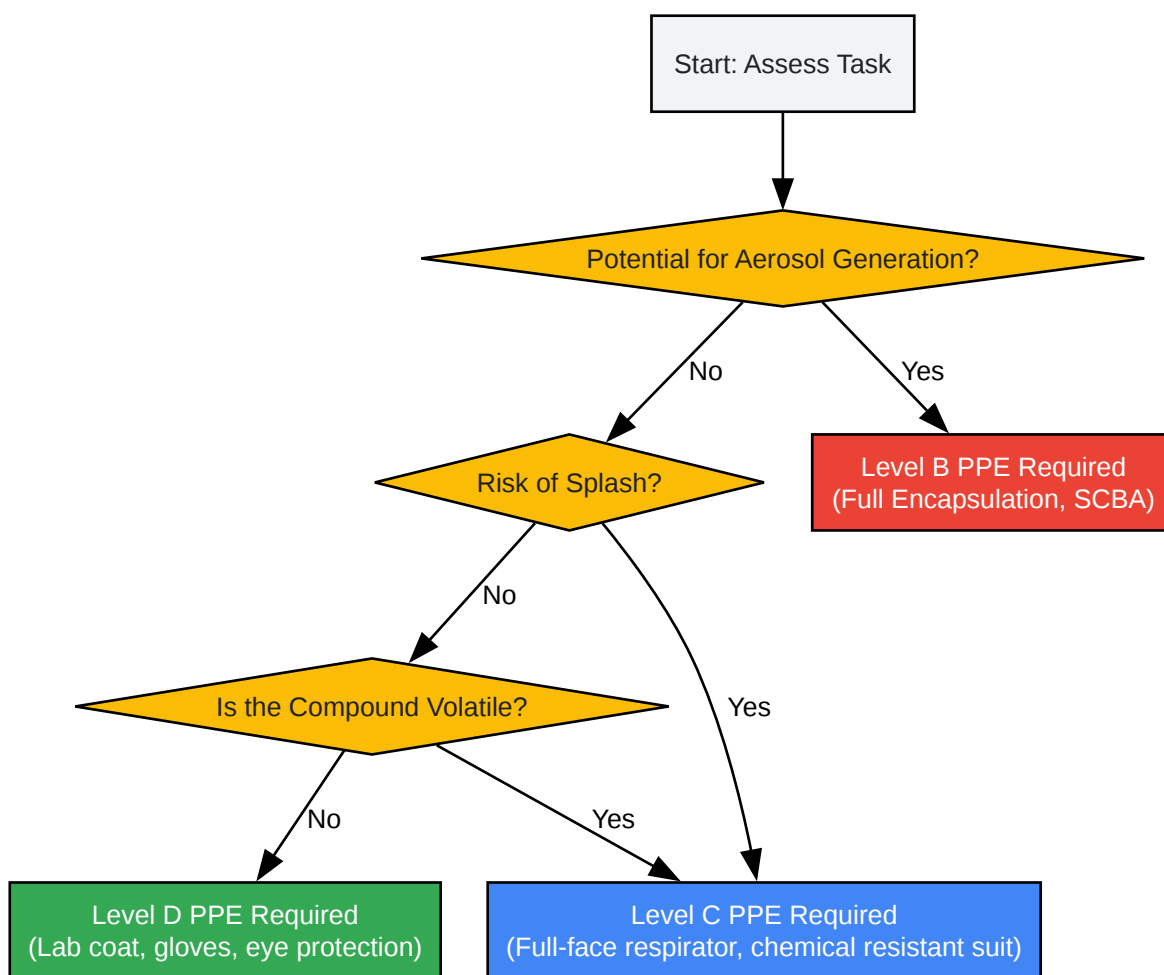 Start: Assess Task
Potential for Aerosol Generation?
No
Yes
Risk of Splash?
Level B PPE Required
(Full Encapsulation, SCBA)
No
Is the Compound Volatile?
Yes
No
Yes
Level D PPE Required
(Lab coat, gloves, eye protection)
Level C PPE Required
(Full-face respirator, chemical resistant suit)